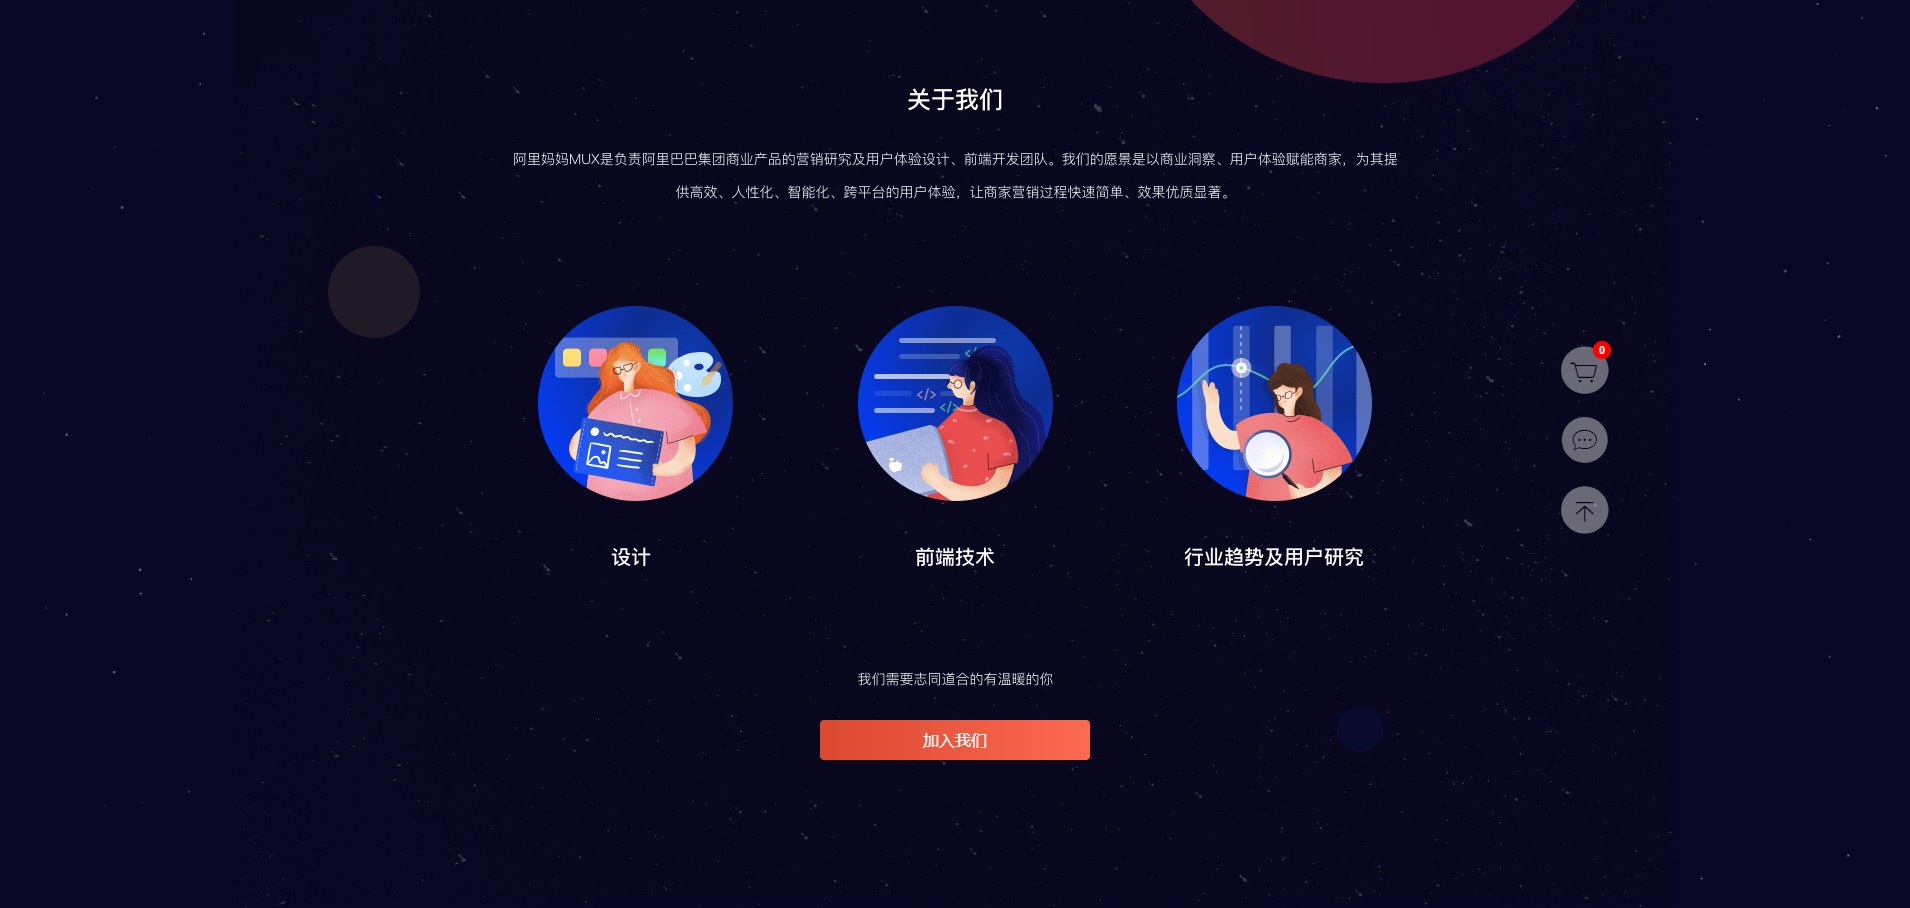 关于我们
阿里妈妈MUX是负责阿里巴巴集团商业产品的营销研究及用户体验设计、前端开发团队。我们的愿景是以商业洞察、用户体验赋能商家，为其提
供高效、人性化、智能化、跨平台的用户体验，让商家营销过程快速简单、效果优质显著。
0
</>
</>
设计
前端技术
行业趋势及用户研究
我们需要志同道合的有温暖的你
加入我们